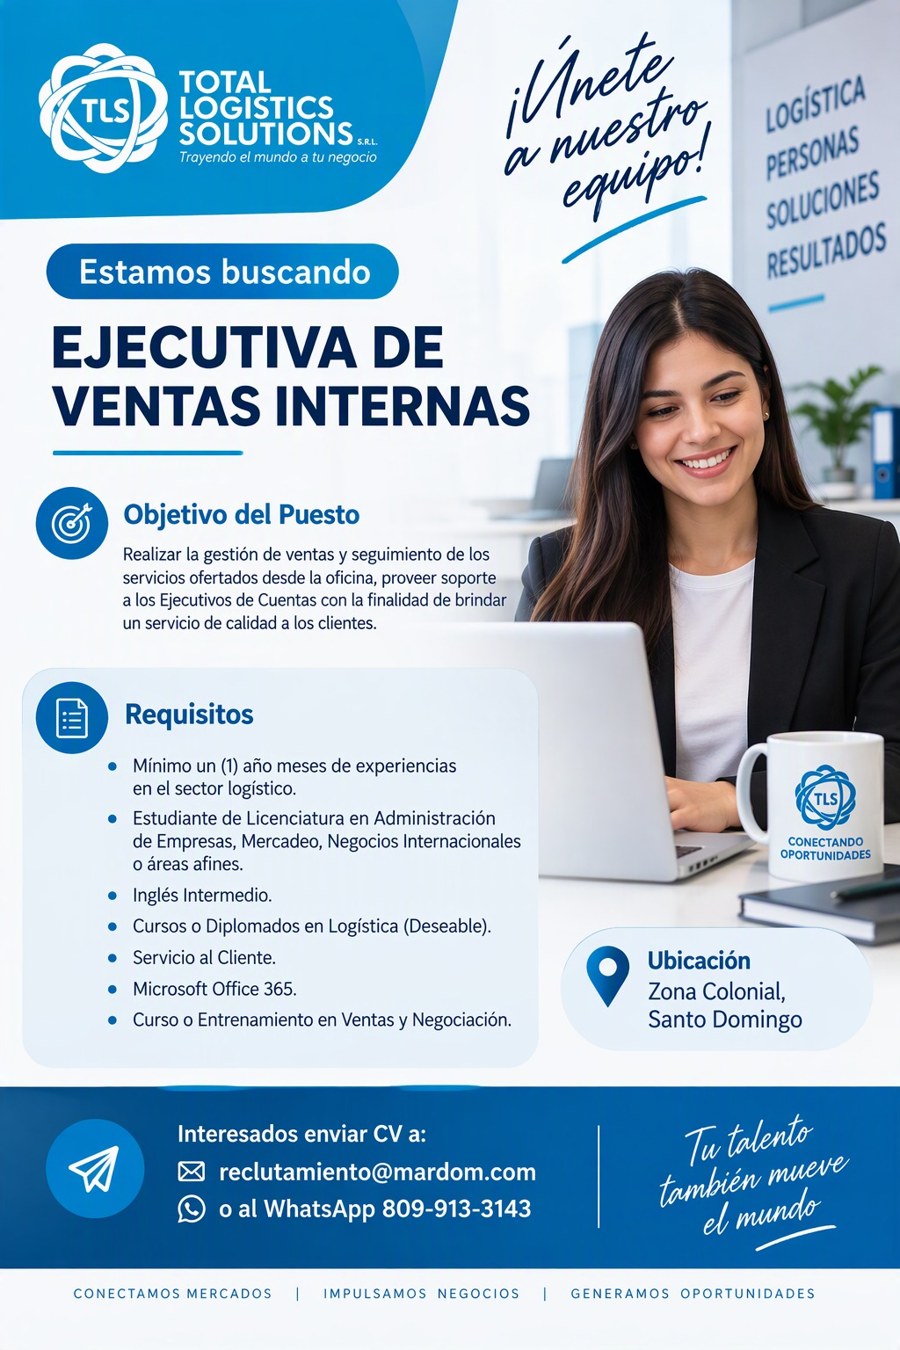 TLS
TOTAL
LOGISTICS
SOLUTIONS S.R.L.
Trayendo el mundo a tu negocio
¡Únete
a nuestro
equipo!
LOGÍSTICA
PERSONAS
SOLUCIONES
RESULTADOS
Estamos buscando
EJECUTIVA DE
VENTAS INTERNAS
Objetivo del Puesto
Realizar la gestión de ventas y seguimiento de los
servicios ofertados desde la oficina, proveer soporte
a los Ejecutivos de Cuentas con la finalidad de brindar
un servicio de calidad a los clientes.
Requisitos
• Mínimo un (1) año meses de experiencias
en el sector logístico.
• Estudiante de Licenciatura en Administración
de Empresas, Mercadeo, Negocios Internacionales
o áreas afines.
• Inglés Intermedio.
• Cursos o Diplomados en Logística (Deseable).
• Servicio al Cliente.
• Microsoft Office 365.
• Curso o Entrenamiento en Ventas y Negociación.
TLS
CONECTANDO
OPORTUNIDADES
Ubicación
Zona Colonial,
Santo Domingo
Interesados enviar CV a:
reclutamiento@mardom.com
o al WhatsApp 809-913-3143
Tu talento
también mueve
el mundo
CONECTAMOS MERCADOS | IMPULSAMOS NEGOCIOS | GENERAMOS OPORTUNIDADES